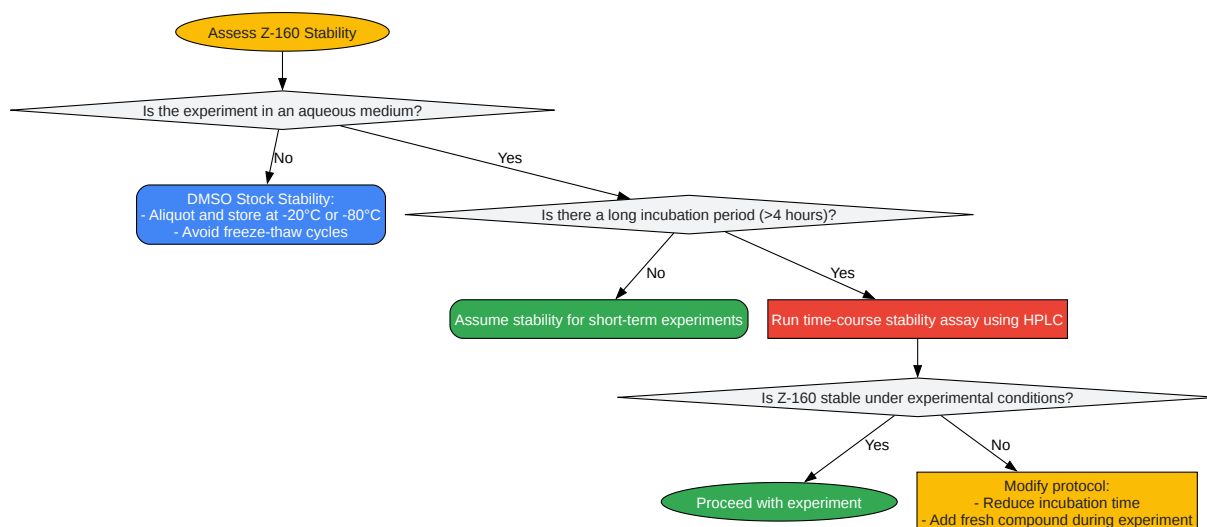 Assess Z-160 Stability
Is the experiment in an aqueous medium?
No
Yes
DMSO Stock Stability:
- Aliquot and store at -20°C or -80°C
- Avoid freeze-thaw cycles
Is there a long incubation period (>4 hours)?
No
Yes
Assume stability for short-term experiments
Run time-course stability assay using HPLC
Is Z-160 stable under experimental conditions?
Yes
No
Proceed with experiment
Modify protocol:
- Reduce incubation time
- Add fresh compound during experiment